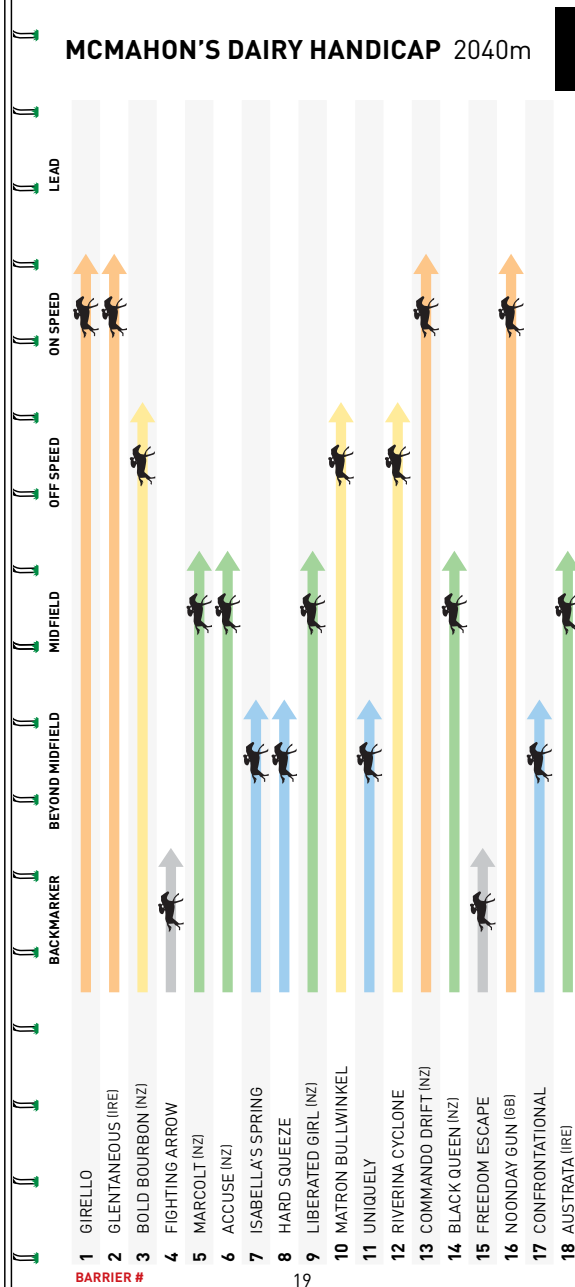 MCMAHON'S DAIRY HANDICAP 2040m
LEAD
ON SPEED
OFF SPEED
MIDFIELD
BEYOND MIDFIELD
BACKMARKER
1 GIRELLO
2 GLENTANEOUS (IRE)
3 BOLD BOURBON (NZ)
4 FIGHTING ARROW
5 MARCOLT (NZ)
6 ACCUSE (NZ)
7 ISABELLA'S SPRING
8 HARD SQUEEZE
9 LIBERATED GIRL (NZ)
10 MATRON BULLWINKEL
11 UNIQUELY
12 RIVERINA CYCLONE
13 COMMANDO DRIFT (NZ)
14 BLACK QUEEN (NZ)
15 FREEDOM ESCAPE
16 NOONDAY GUN (GB)
17 CONFRONTATIONAL
18 AUSTRATA (IRE)
BARRIER #
19